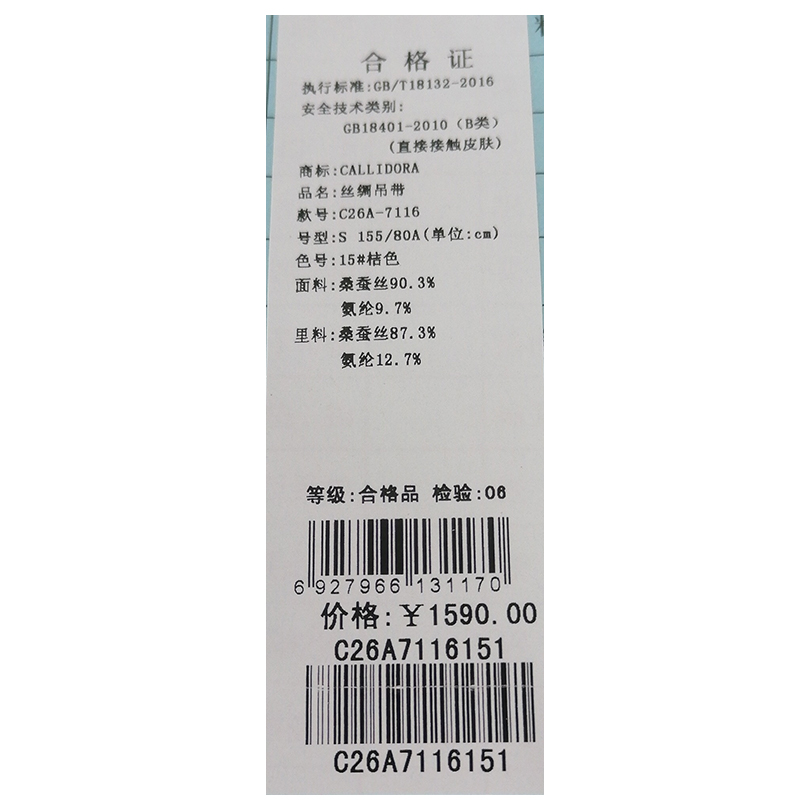 合格证
执行标准:GB/T18132-2016
安全技术类别:
GB18401-2010（B类）
(直接接触皮肤)
商标:CALLIDORA
品名:丝绸吊带
款号:C26A-7116
号型:S 155/80A(单位:cm)
色号:15#桔色
面料:桑蚕丝90.3%
氨纶9.7%
里料:桑蚕丝87.3%
氨纶12.7%
等级:合格品 检验:06
6 927966 131170
价格:¥1590.00
C26A7116151
C26A7116151